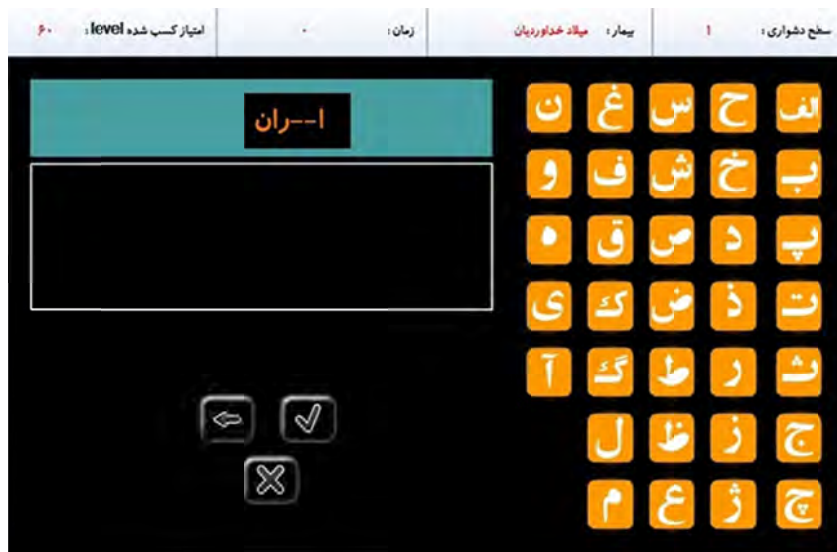 سطح دشواری : ۱ بیمار : میلاد خداوردیان زمان : ۰ امتیاز کسب شده level : ۶۰
ا--ران
الف ح س غ ن
ب خ ش ف و
پ د ص ق ه
ت ذ ض ک ی
ث ر ط گ آ
ج ز ظ ل
چ ژ ع م